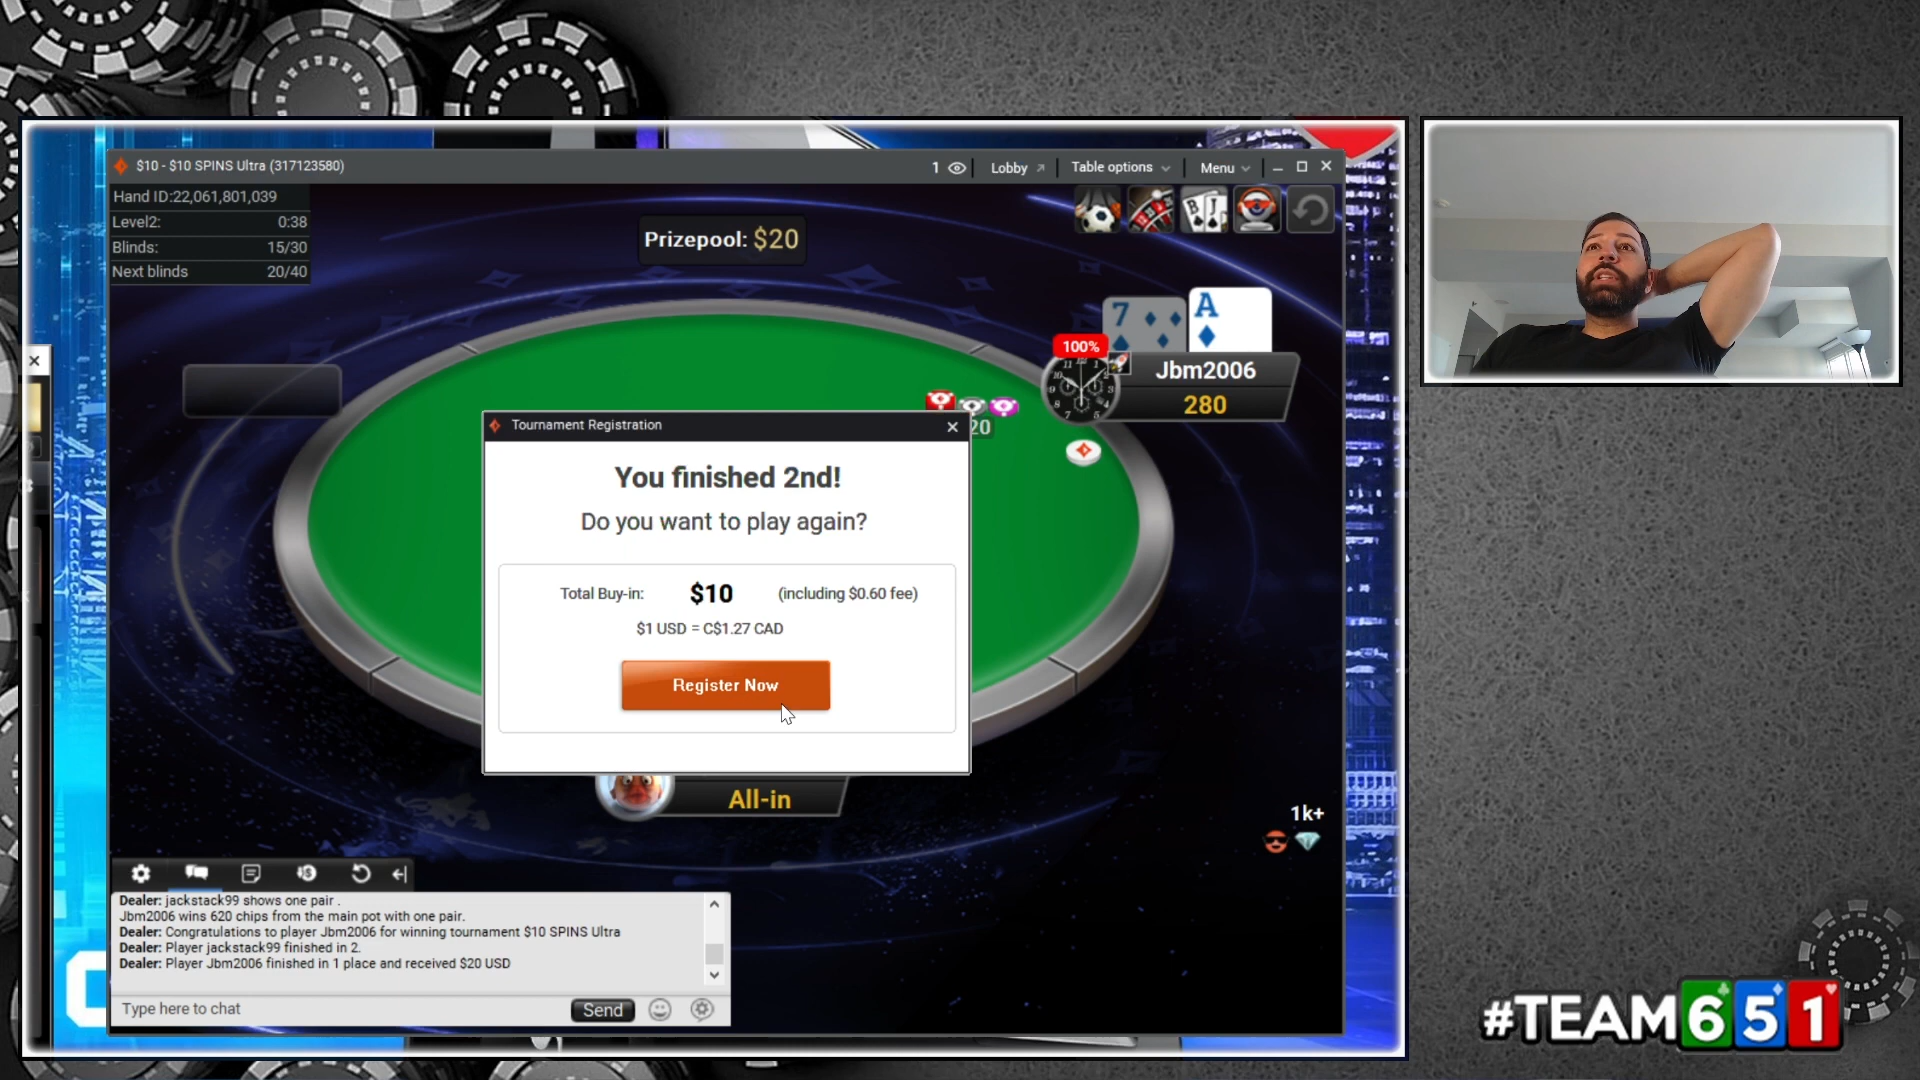 $10 - $10 SPINS Ultra (317123580)
1
Lobby
Table options
Menu
Hand ID:22,061,801,039
Level2: 0:38
Blinds: 15/30
Next blinds 20/40
Prizepool: $20
7
A
100%
Jbm2006
280
20
Tournament Registration
You finished 2nd!
Do you want to play again?
Total Buy-in: $10 (including $0.60 fee)
$1 USD = C$1.27 CAD
Register Now
All-in
1k+
Dealer: jackstack99 shows one pair .
Jbm2006 wins 620 chips from the main pot with one pair.
Dealer: Congratulations to player Jbm2006 for winning tournament $10 SPINS Ultra
Dealer: Player jackstack99 finished in 2.
Dealer: Player Jbm2006 finished in 1 place and received $20 USD
Type here to chat
Send
#TEAM651